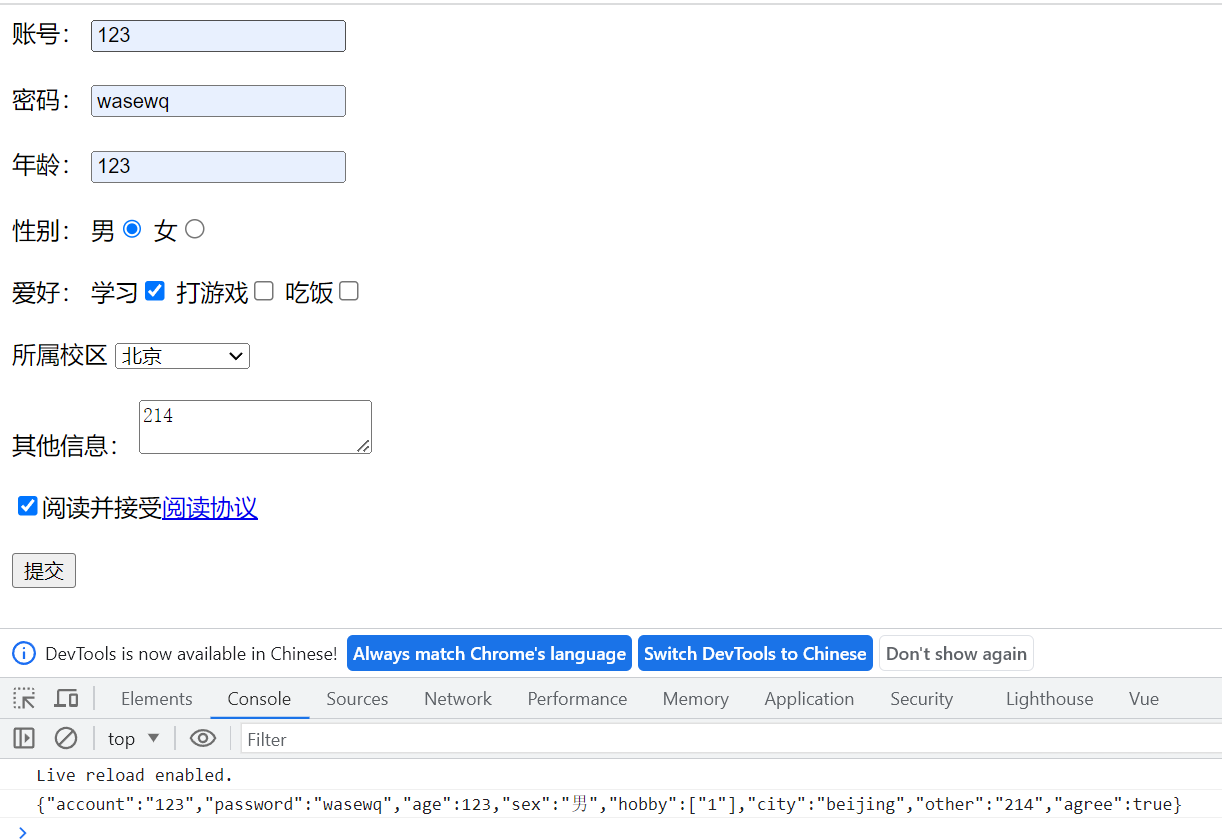 账号： 123
密码： wasewq
年龄： 123
性别： 男 女
爱好： 学习 打游戏 吃饭
所属校区 北京
其他信息： 214
阅读并接受阅读协议
提交
DevTools is now available in Chinese! Always match Chrome's language Switch DevTools to Chinese Don't show again
Elements Console Sources Network Performance Memory Application Security Lighthouse Vue
top Filter
Live reload enabled.
{"account":"123","password":"wasewq","age":123,"sex":"男","hobby":["1"],"city":"beijing","other":"214","agree":true}